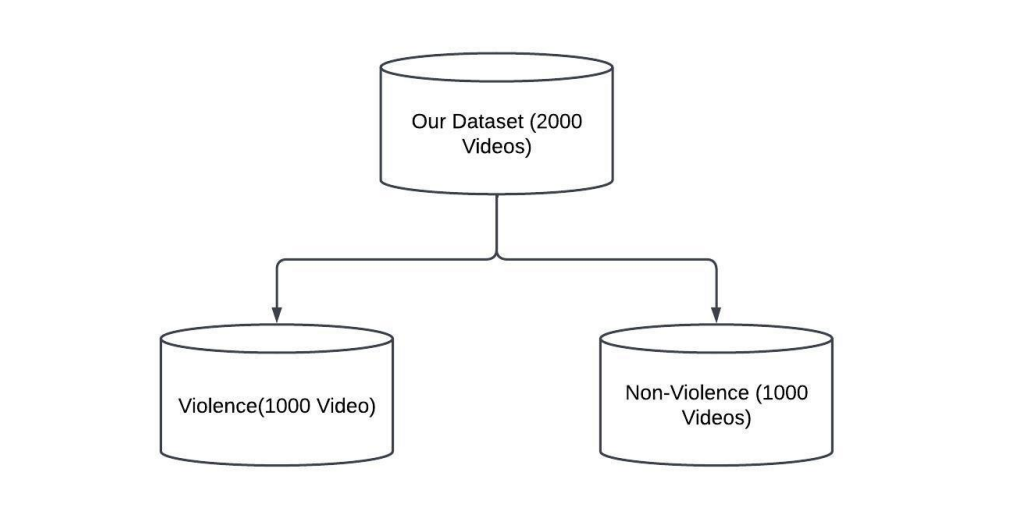 Our Dataset (2000
Videos)
Violence(1000 Video)
Non-Violence (1000
Videos)